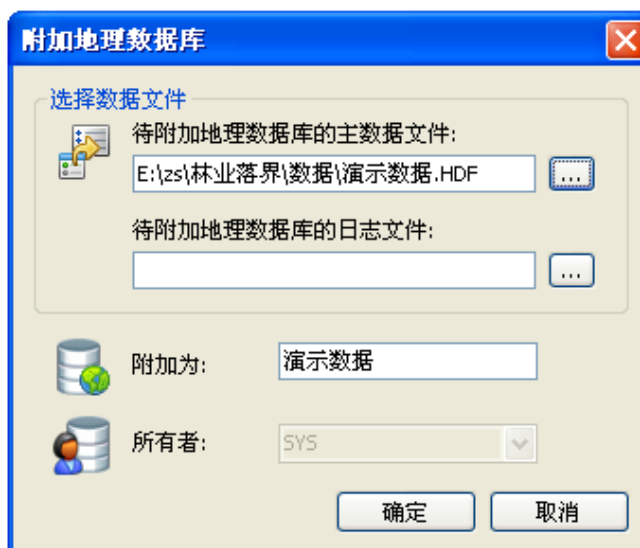 附加地理数据库
选择数据文件
待附加地理数据库的主数据文件:
E:\zs\林业落界\数据\演示数据.HDF
...
待附加地理数据库的日志文件:
...
附加为:
演示数据
所有者:
SYS
确定
取消